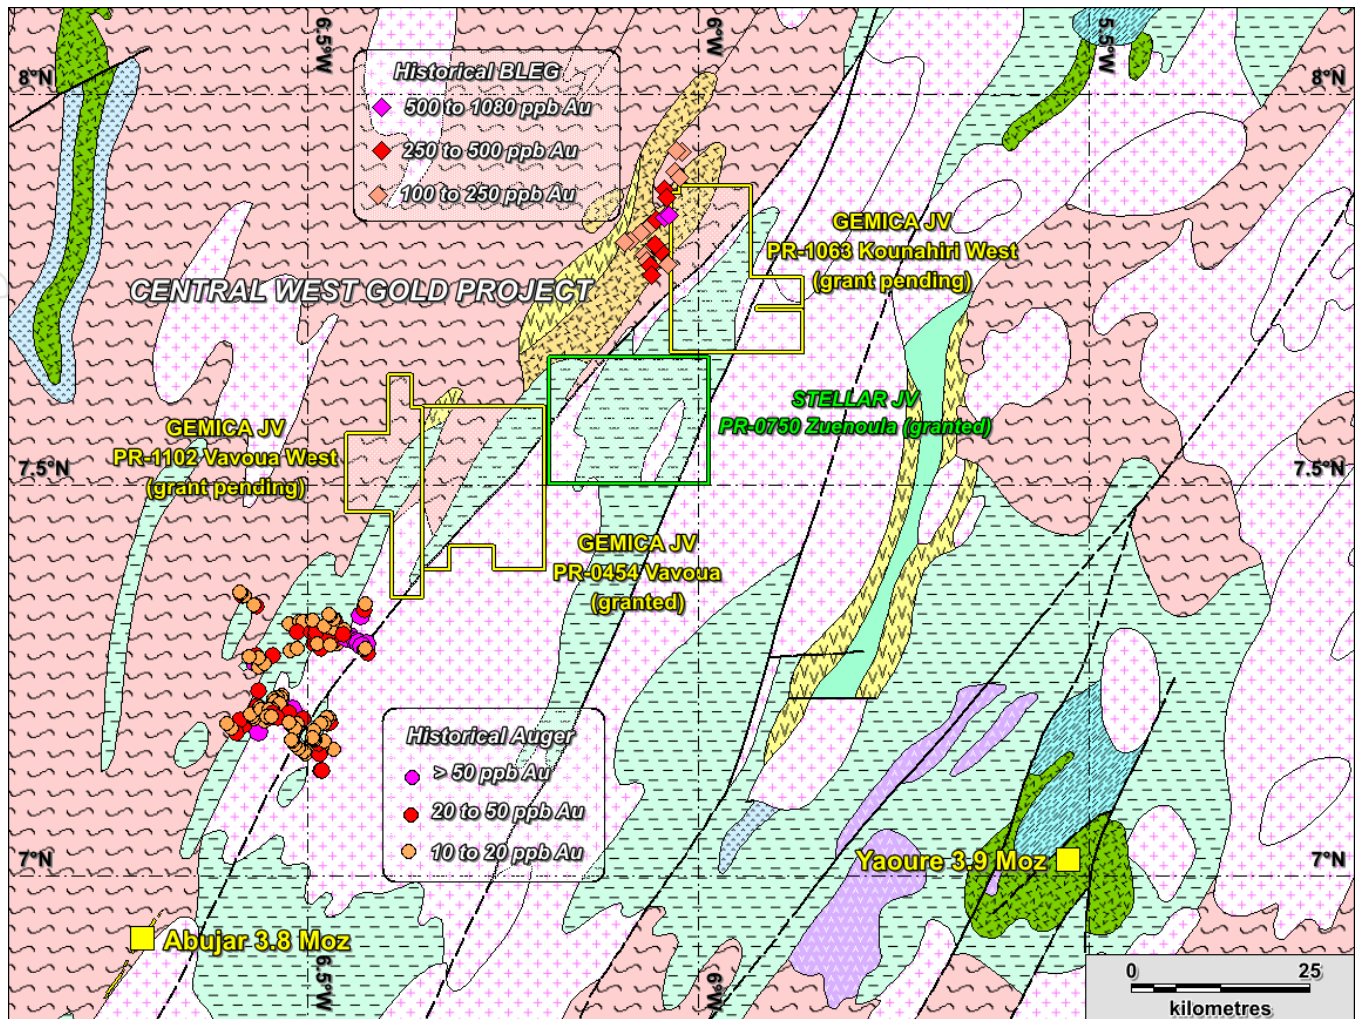 6.5°W
6°W
5.5°W
8°N
8°N
Historical BLEG
500 to 1080 ppb Au
250 to 500 ppb Au
100 to 250 ppb Au
GEMICA JV
PR-1063 Kounahiri West
(grant pending)
CENTRAL WEST GOLD PROJECT
STELLAR JV
PR-0750 Zuenoula (granted)
GEMICA JV
PR-1102 Vavoua West
(grant pending)
7.5°N
7.5°N
GEMICA JV
PR-0454 Vavoua
(granted)
Historical Auger
> 50 ppb Au
20 to 50 ppb Au
10 to 20 ppb Au
7°N
Yaoure 3.9 Moz
7°N
Abujar 3.8 Moz
6.5°W
6°W
0 25
kilometres